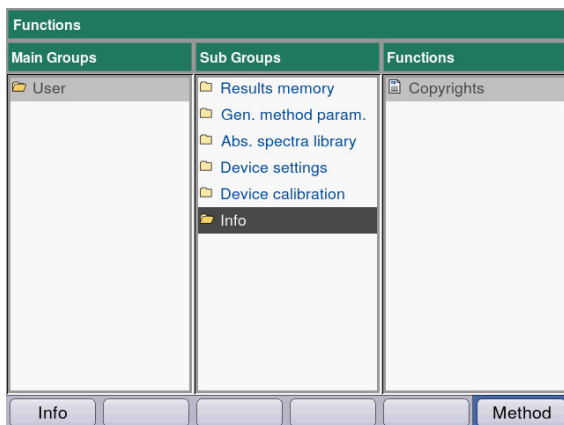 Functions
Main Groups
Sub Groups
Functions
User
Results memory
Gen. method param.
Abs. spectra library
Device settings
Device calibration
Info
Copyrights
Info
Method